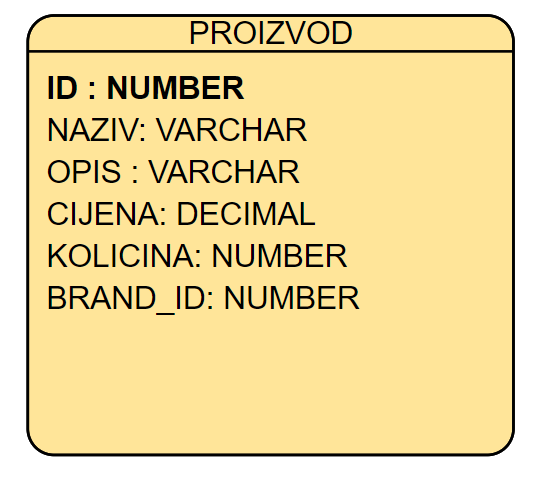 PROIZVOD
ID : NUMBER
NAZIV: VARCHAR
OPIS : VARCHAR
CIJENA: DECIMAL
KOLICINA: NUMBER
BRAND_ID: NUMBER